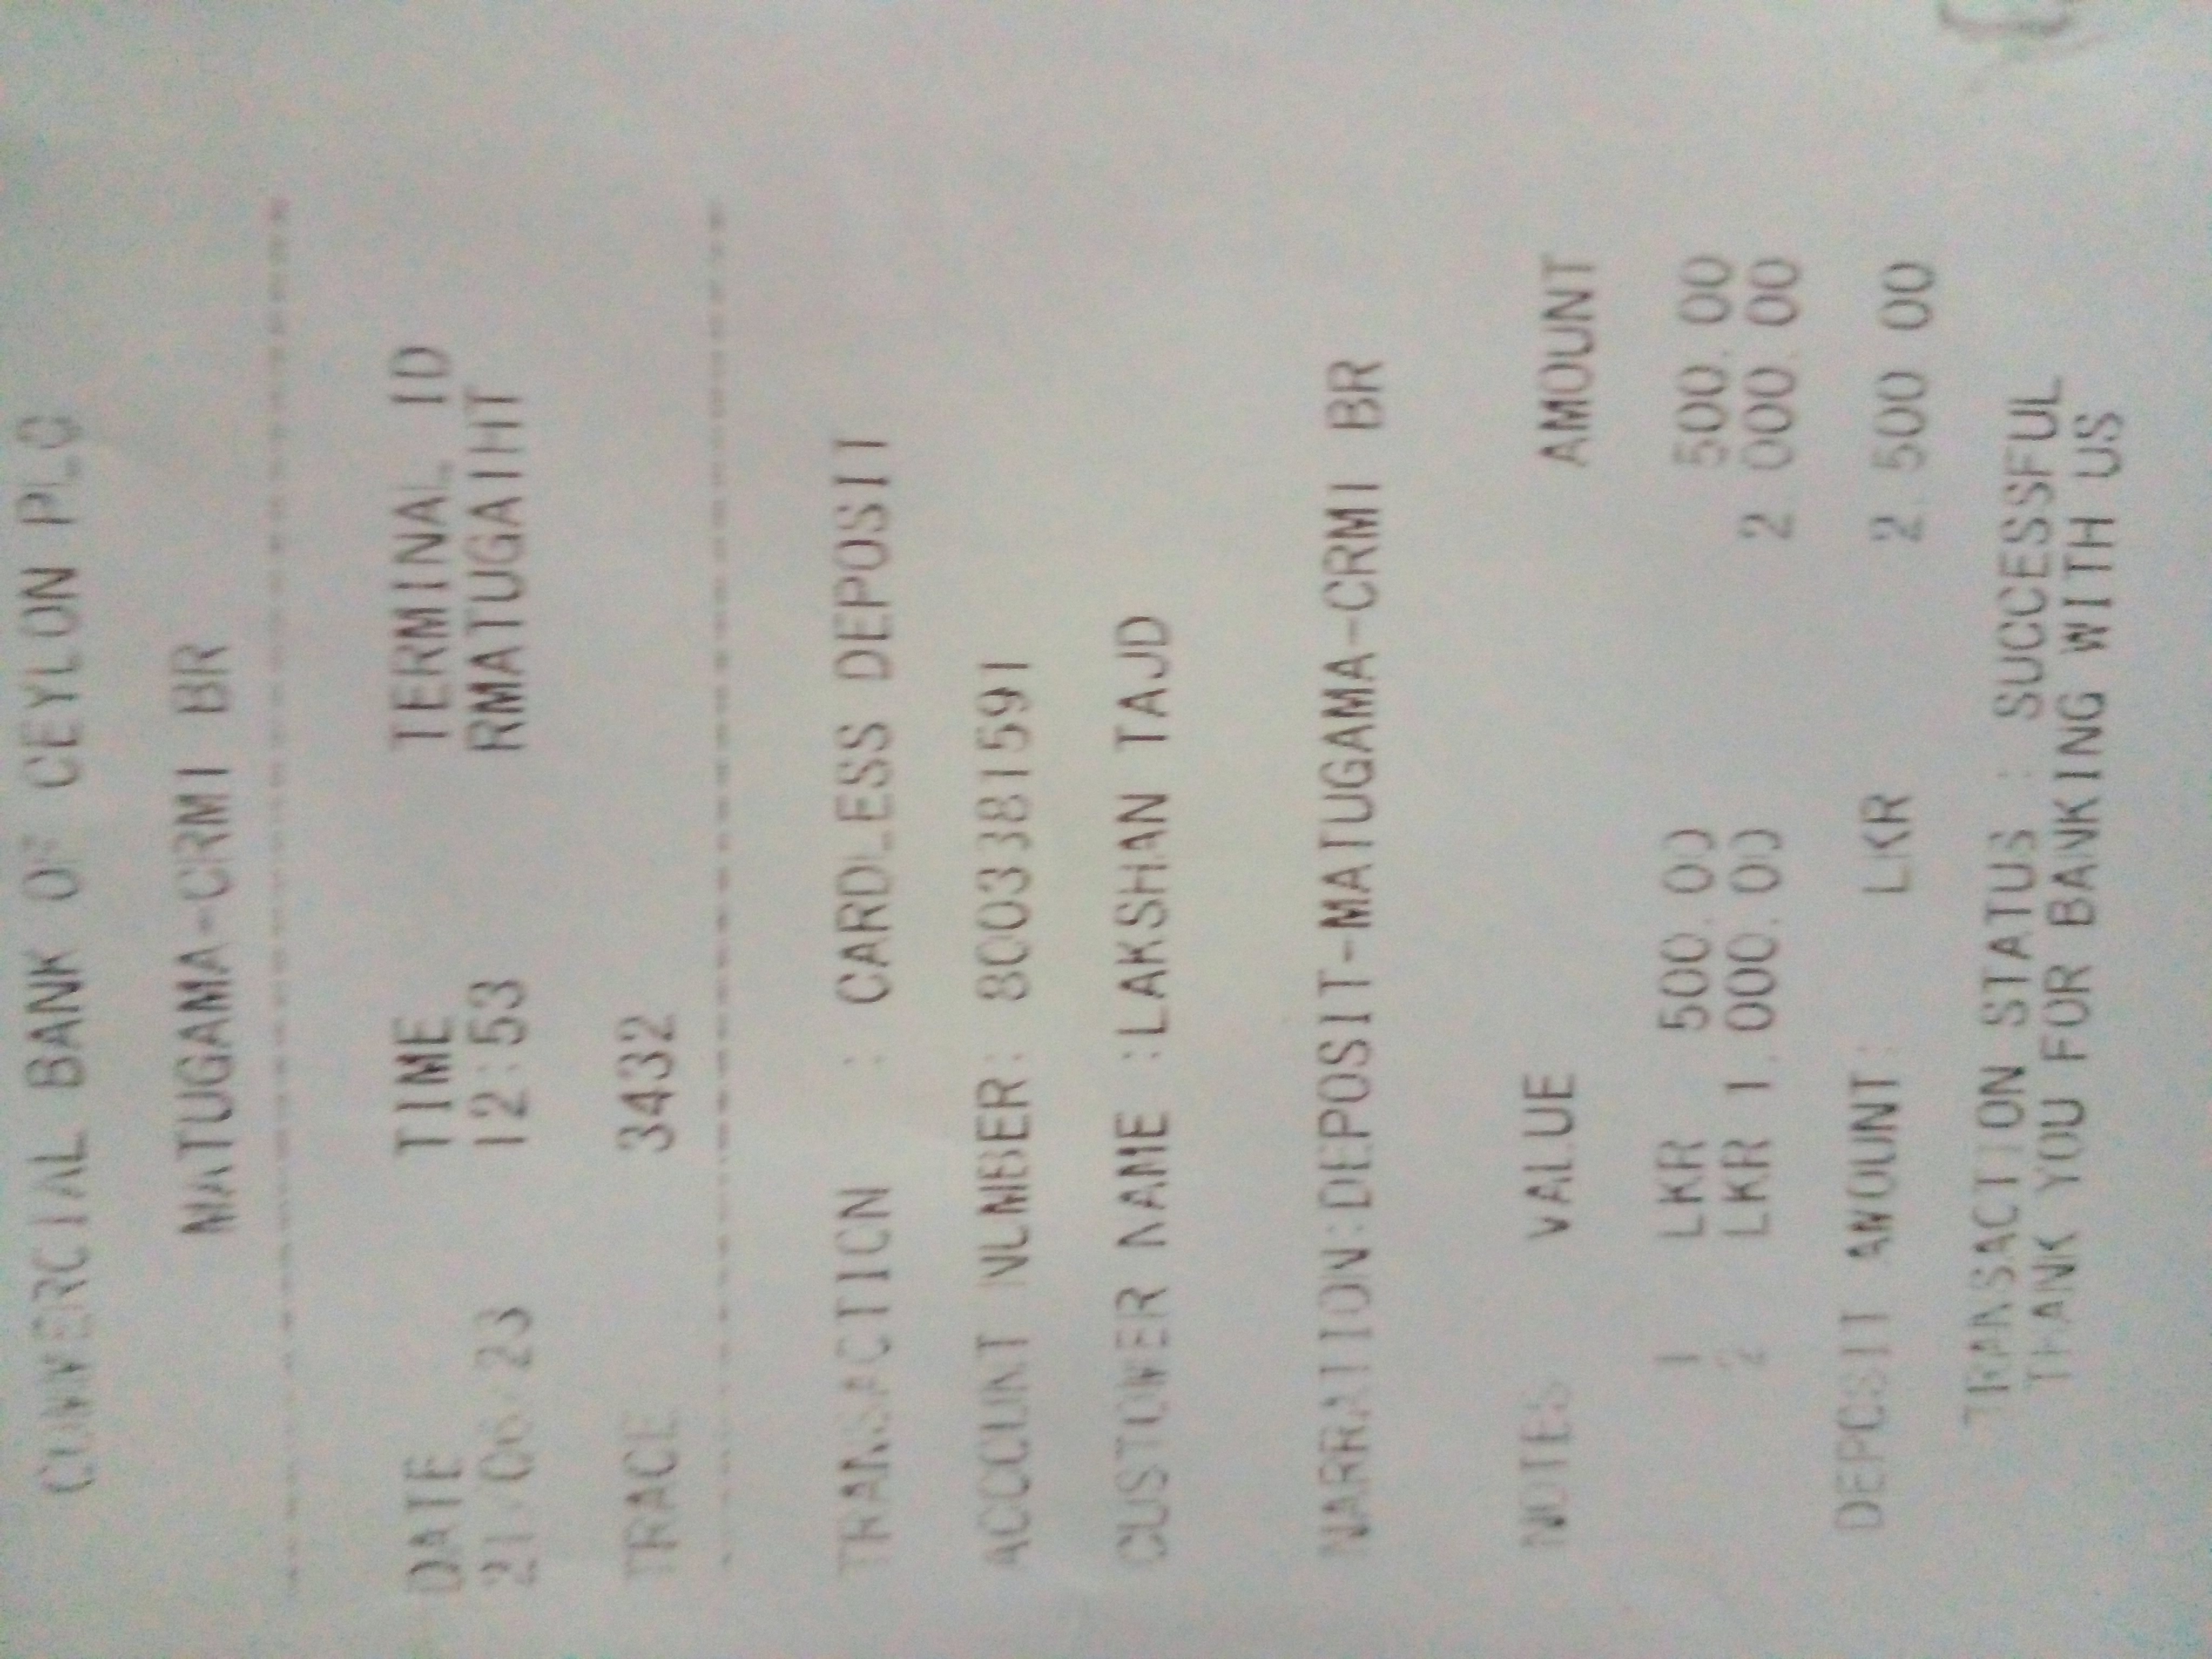 COMMERCIAL BANK OF CEYLON PLC
MATUGAMA-CRM1 BR
DATE TIME TERMINAL ID
21/06/23 12:53 RMATUGA1HT
TRACE 3432
TRANSACTION : CARDLESS DEPOSIT
ACCOUNT NUMBER: 8003381591
CUSTOMER NAME :LAKSHAN TAJD
NARRATION:DEPOSIT-MATUGAMA-CRM1 BR
NOTES VALUE AMOUNT
1 LKR 500.00 500.00
2 LKR 1,000.00 2,000.00
DEPOSIT AMOUNT: LKR 2,500.00
TRANSACTION STATUS : SUCCESSFUL
THANK YOU FOR BANKING WITH US